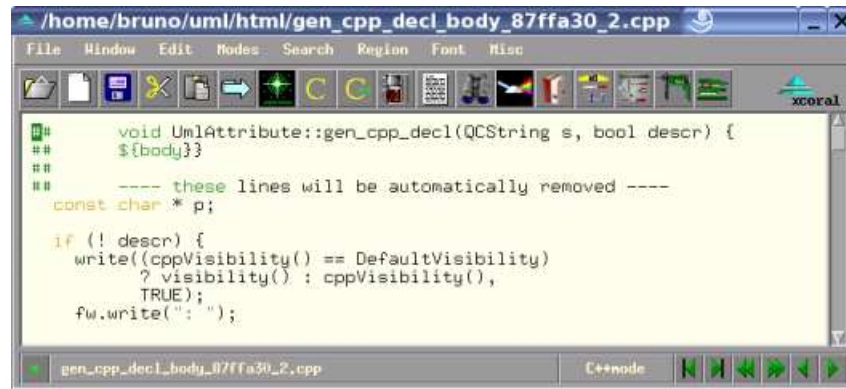 /home/bruno/uml/html/gen_cpp_decl_body_87ffa30_2.cpp
File Window Edit Modes Search Region Font Misc
C C xcoral
## void UmlAttribute::gen_cpp_decl(QCString s, bool descr) {
## ${body}}
##
## ---- these lines will be automatically removed ----
const char * p;
if (! descr) {
write((cppVisibility() == DefaultVisibility)
? visibility() : cppVisibility(),
TRUE);
fw.write(": ");
gen_cpp_decl_body_87ffa30_2.cpp C++mode